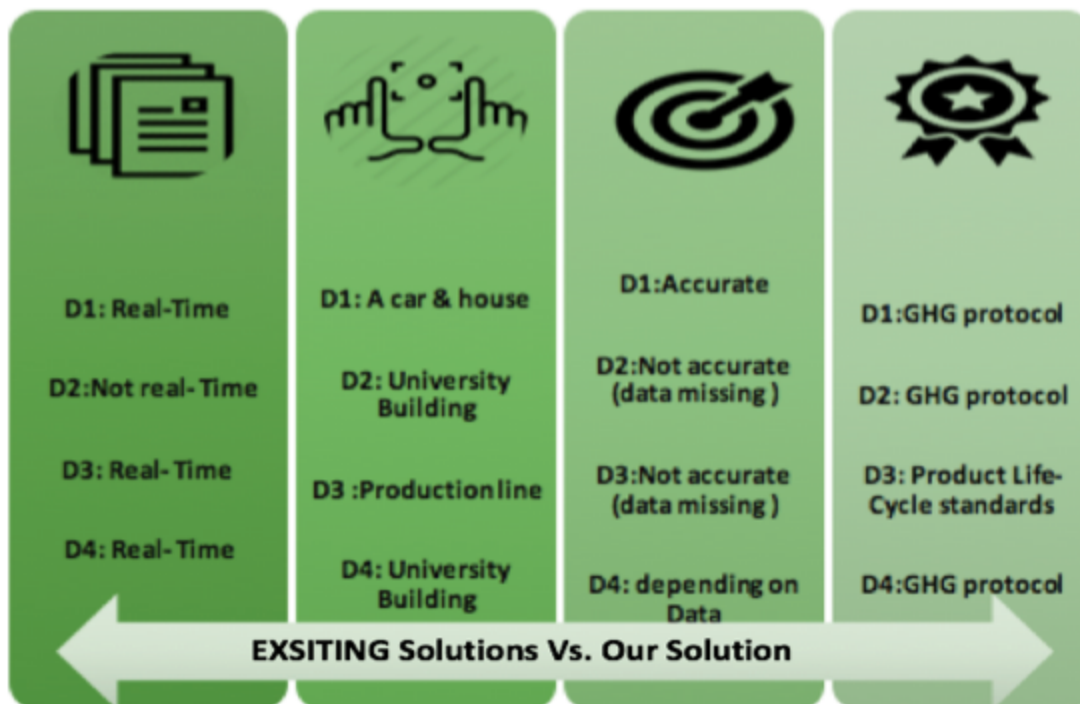 D1: Real-Time
D2:Not real- Time
D3: Real- Time
D4: Real- Time
D1: A car & house
D2: University
Building
D3 :Production line
D4: University
Building
D1:Accurate
D2:Not accurate
(data missing )
D3:Not accurate
(data missing )
D4: depending on
Data
D1:GHG protocol
D2: GHG protocol
D3: Product Life-
Cycle standards
D4:GHG protocol
EXSITING Solutions Vs. Our Solution